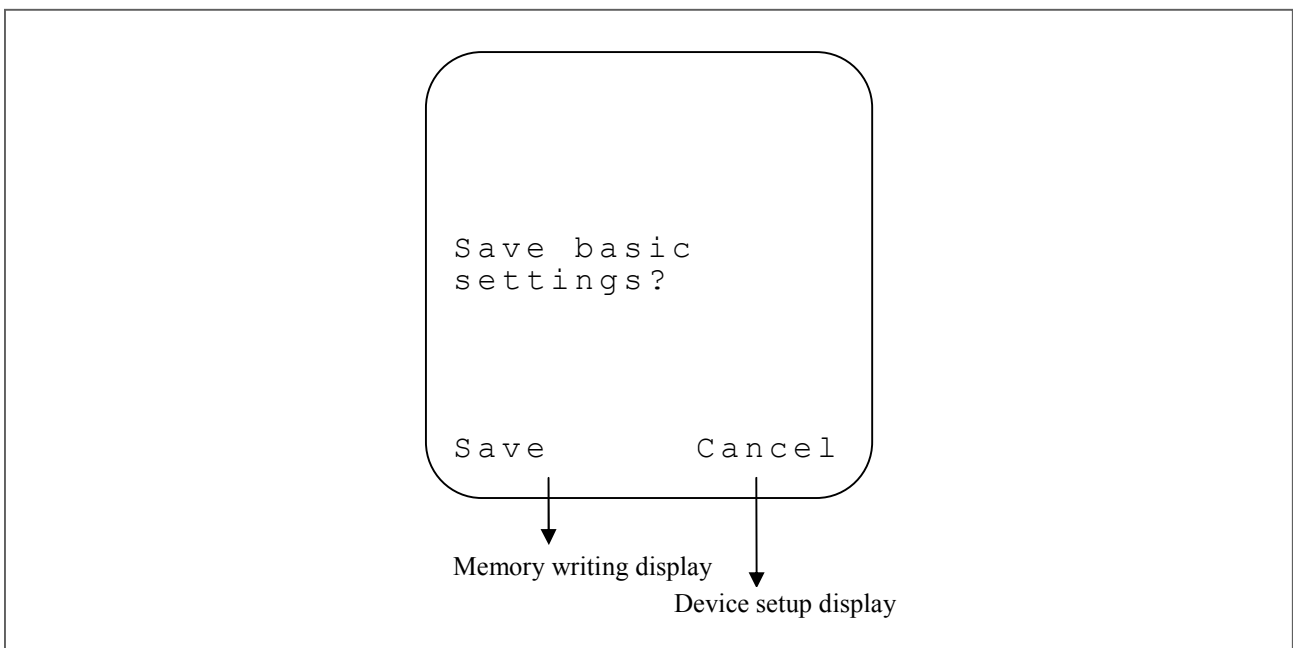 Save basic
settings?
Save Cancel
Memory writing display
Device setup display